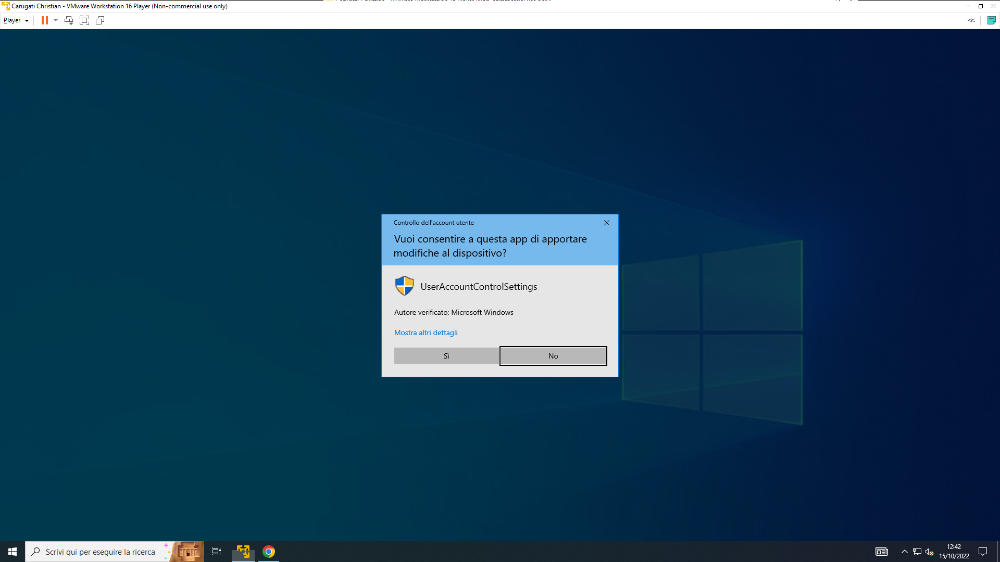 Carugati Christian - VMware Workstation 16 Player (Non-commercial use only)
Player
Controllo dell'account utente
Vuoi consentire a questa app di apportare
modifiche al dispositivo?
UserAccountControlSettings
Autore verificato: Microsoft Windows
Mostra altri dettagli
Sì
No
Scrivi qui per eseguire la ricerca
12:42
15/10/2022